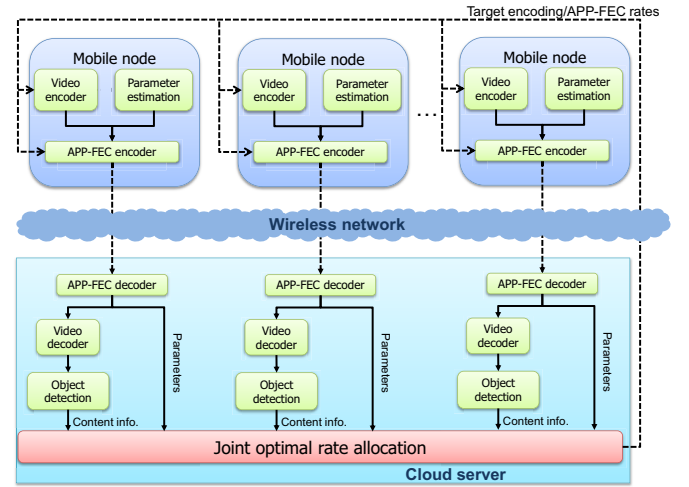 Target encoding/APP-FEC rates
Mobile node
Video
encoder
Parameter
estimation
APP-FEC encoder
Mobile node
Video
encoder
Parameter
estimation
APP-FEC encoder
...
Mobile node
Video
encoder
Parameter
estimation
APP-FEC encoder
Wireless network
APP-FEC decoder
Video
decoder
Parameters
Object
detection
Content info.
APP-FEC decoder
Video
decoder
Parameters
Object
detection
Content info.
APP-FEC decoder
Video
decoder
Parameters
Object
detection
Content info.
Joint optimal rate allocation
Cloud server